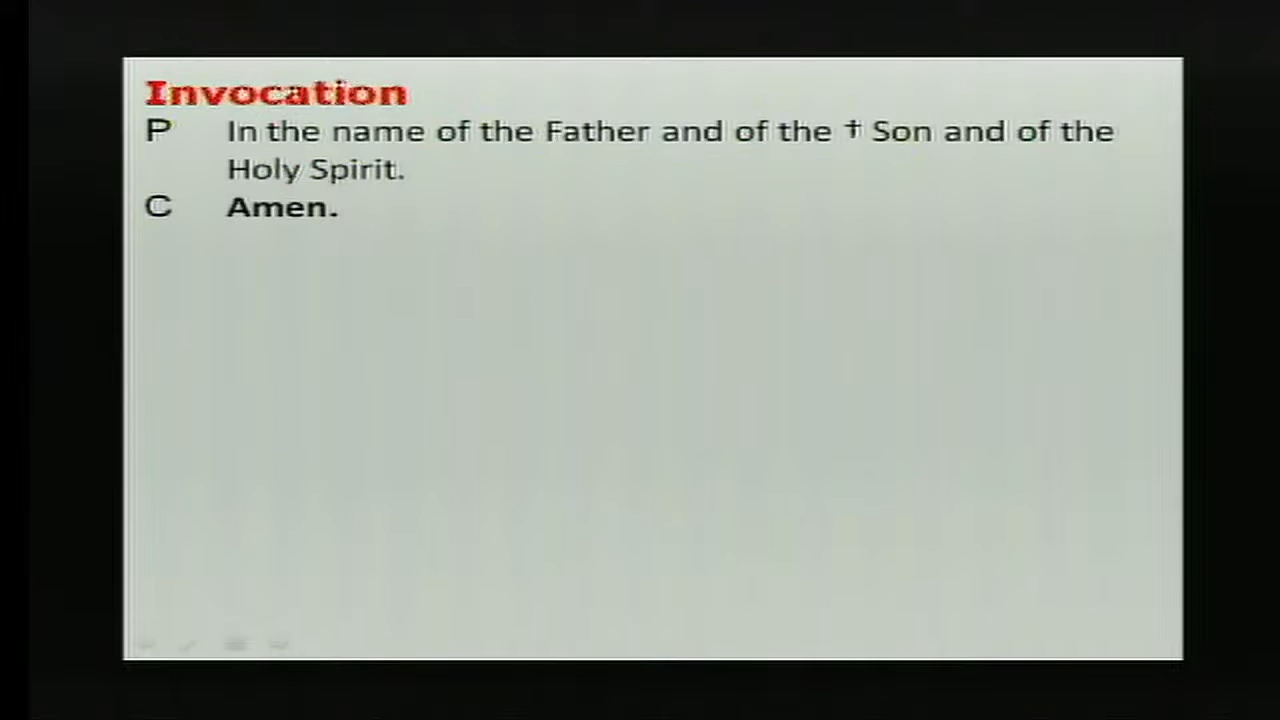 Invocation
P In the name of the Father and of the † Son and of the
Holy Spirit.
C Amen.